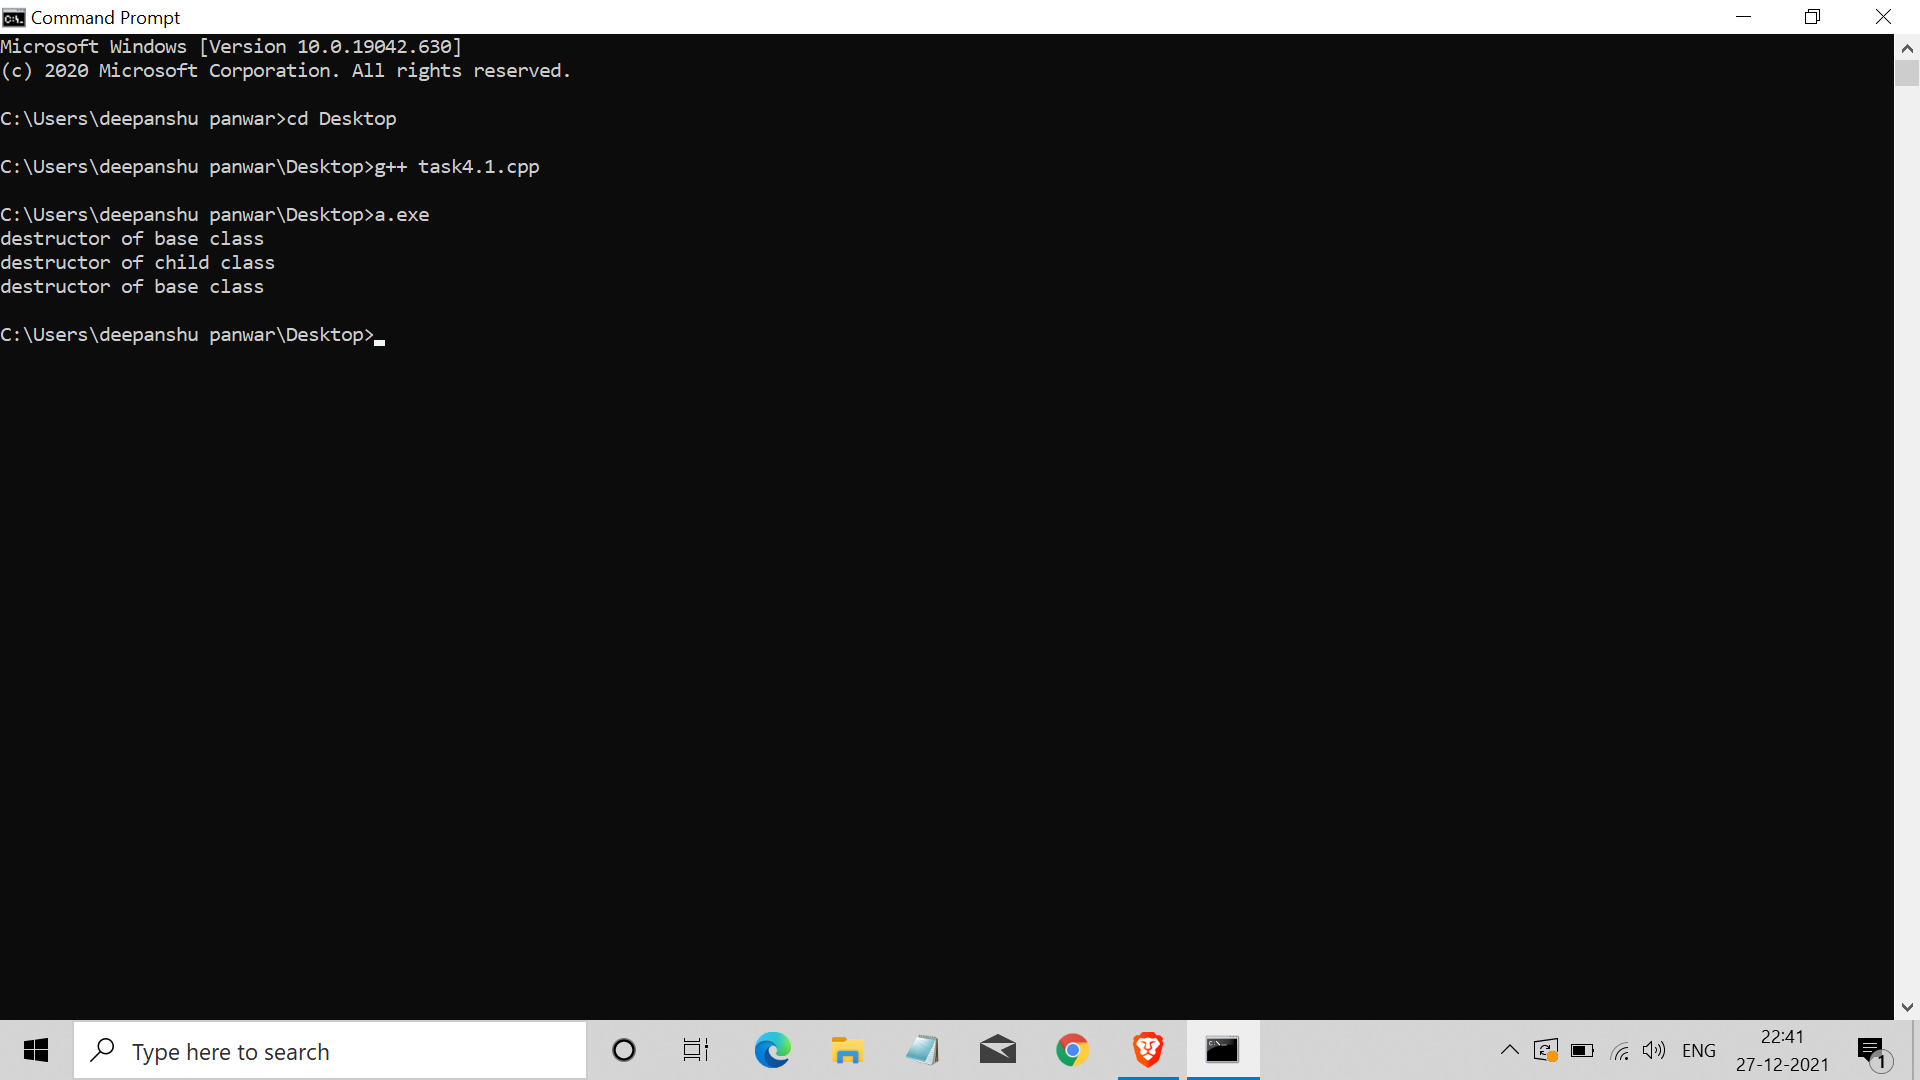 Command Prompt
Microsoft Windows [Version 10.0.19042.630]
(c) 2020 Microsoft Corporation. All rights reserved.
C:\Users\deepanshu panwar>cd Desktop
C:\Users\deepanshu panwar\Desktop>g++ task4.1.cpp
C:\Users\deepanshu panwar\Desktop>a.exe
destructor of base class
destructor of child class
destructor of base class
C:\Users\deepanshu panwar\Desktop>
Type here to search
ENG
22:41
27-12-2021
1